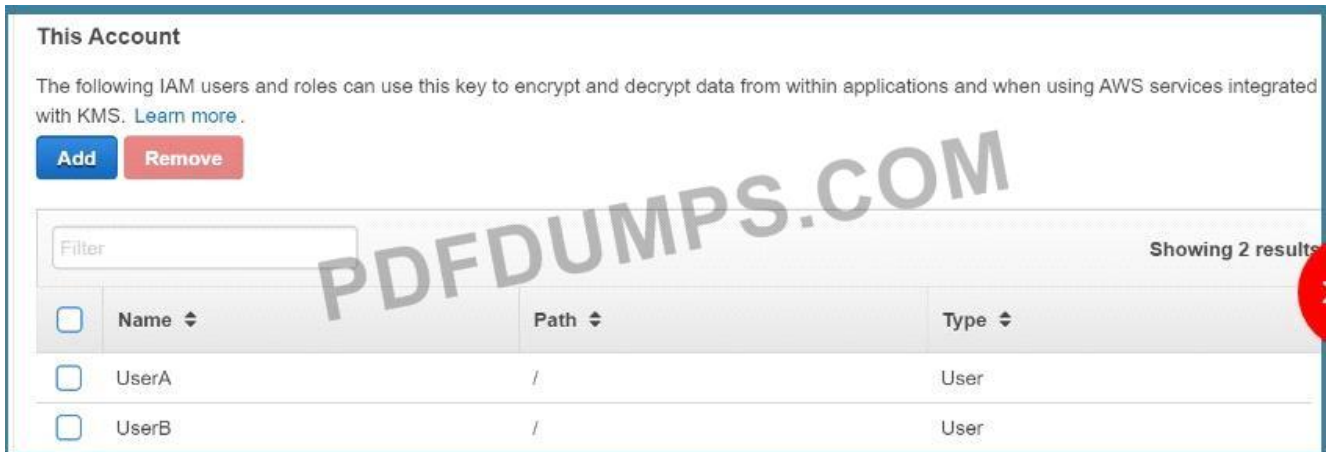 This Account
The following IAM users and roles can use this key to encrypt and decrypt data from within applications and when using AWS services integrated
with KMS. Learn more.
Add Remove
PDFDUMPS.COM
Filter
Showing 2 results
Name Path Type
UserA / User
UserB / User